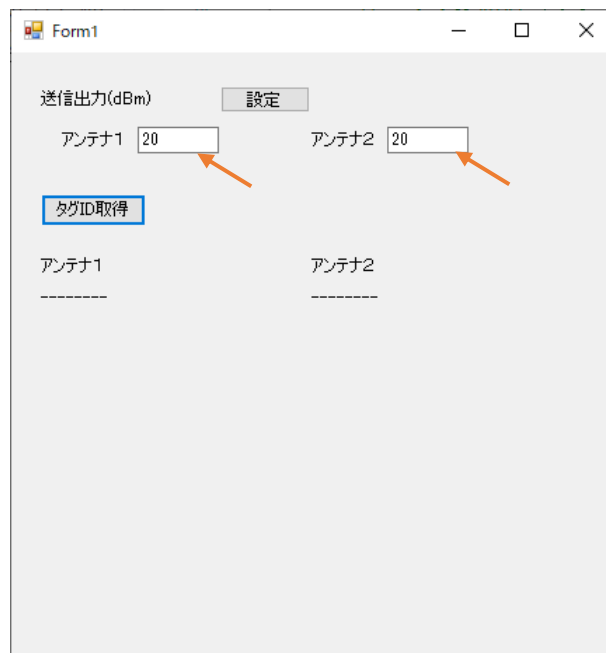 Form1
送信出力(dBm) 設定
アンテナ1 20 アンテナ2 20
タグID取得
アンテナ1 アンテナ2
-------- --------